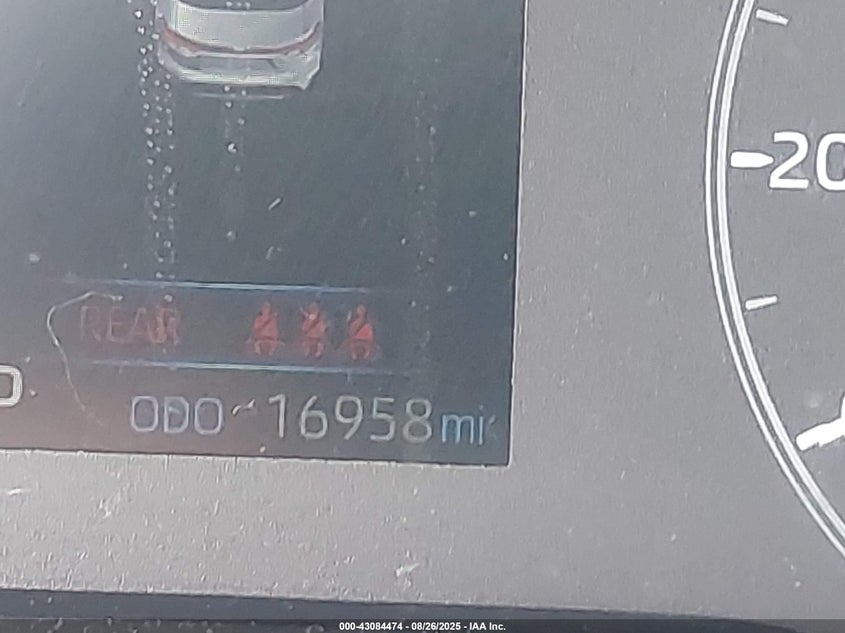 20
REAR
ODO 16958 mi
000-43084474 - 08/26/2025 - IAA Inc.